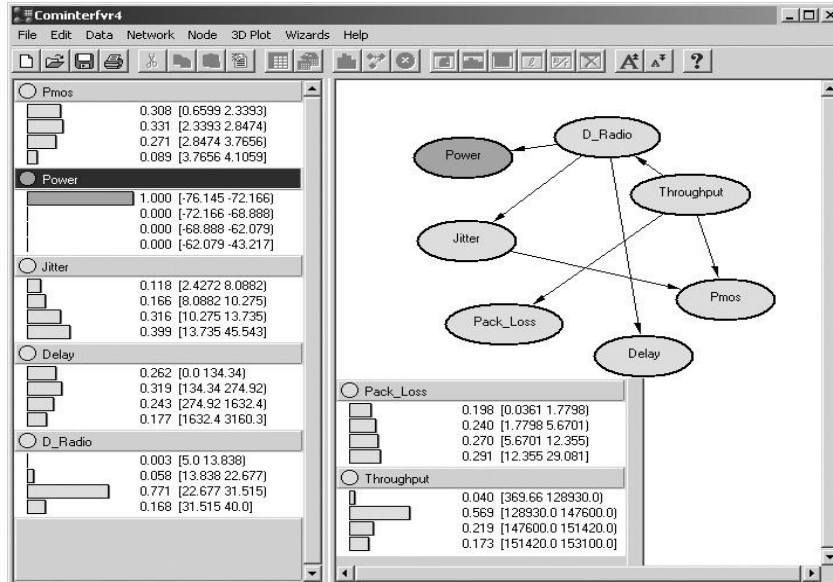 Cominterfvr4
File Edit Data Network Node 3D Plot Wizards Help
Pmos
0.308 [0.6599 2.3393)
0.331 [2.3393 2.8474)
0.271 [2.8474 3.7656)
0.089 [3.7656 4.1059)
Power
1.000 [-76.145 -72.166)
0.000 [-72.166 -68.888)
0.000 [-68.888 -62.079)
0.000 [-62.079 -43.217)
Jitter
0.118 [2.4272 8.0882)
0.166 [8.0882 10.275)
0.316 [10.275 13.735)
0.399 [13.735 45.543)
Delay
0.262 [0.0 134.34)
0.319 [134.34 274.92)
0.243 [274.92 1632.4)
0.177 [1632.4 3160.3]
D_Radio
0.003 [5.0 13.838)
0.058 [13.838 22.677)
0.771 [22.677 31.515)
0.168 [31.515 40.0]
D_Radio
Power
Throughput
Jitter
Pmos
Pack_Loss
Delay
Pack_Loss
0.198 [0.0361 1.7798)
0.240 [1.7798 5.6701)
0.270 [5.6701 12.355)
0.291 [12.355 29.081)
Throughput
0.040 [369.66 128930.0)
0.569 [128930.0 147600.0)
0.219 [147600.0 151420.0)
0.173 [151420.0 153100.0]